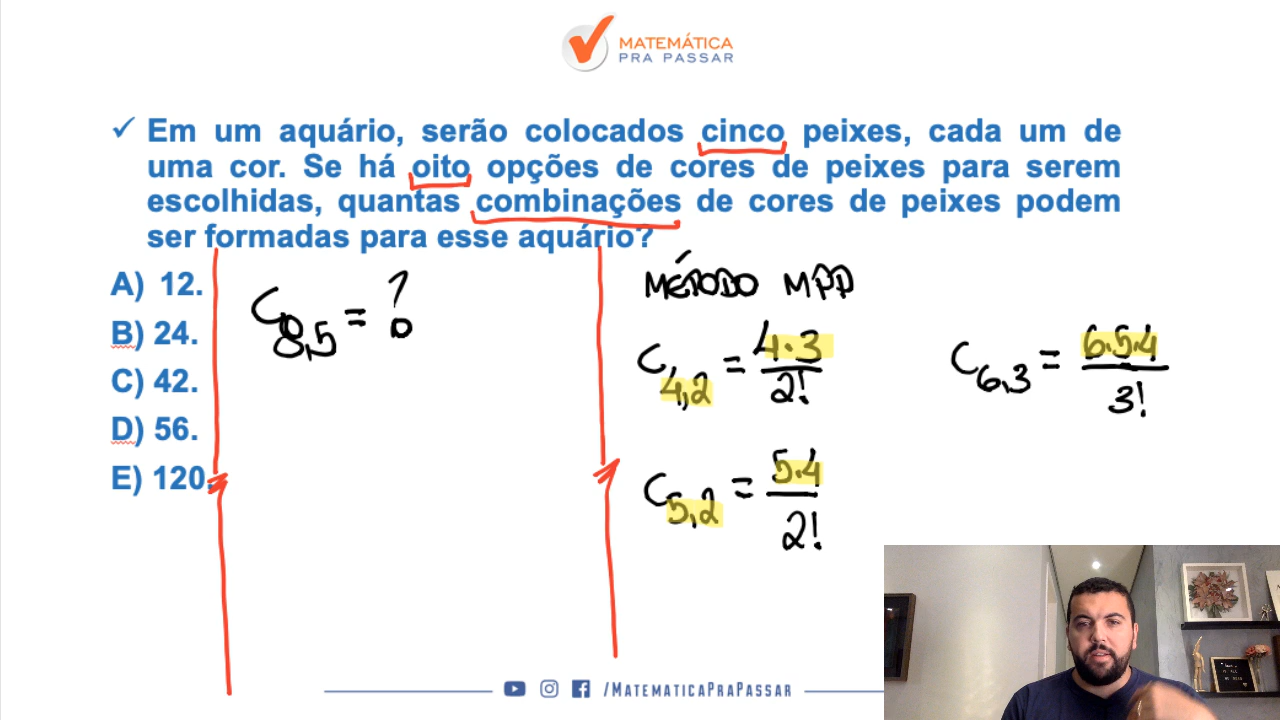 MATEMÁTICA
PRA PASSAR
✓ Em um aquário, serão colocados cinco peixes, cada um de
uma cor. Se há oito opções de cores de peixes para serem
escolhidas, quantas combinações de cores de peixes podem
ser formadas para esse aquário?
A) 12.
B) 24.
C) 42.
D) 56.
E) 120.
C8,5 = ?
MÉTODO MPP
C4,2 = 4.3/2!
C6,3 = 6.5.4/3!
C5,2 = 5.4/2!
/MATEMATICAPRAPASSAR